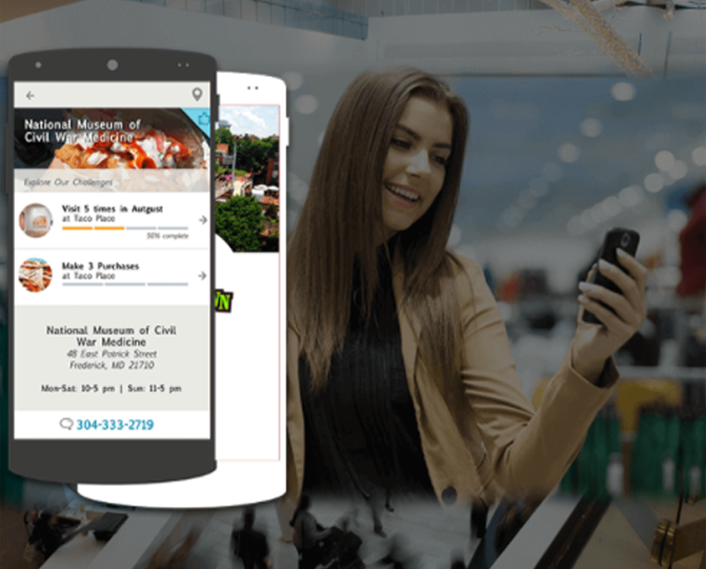 National Museum of
Civil War Medicine
Explore Our Challenges
Visit 5 times in Autgust
at Taco Place
50% complete
Make 3 Purchases
at Taco Place
National Museum of Civil
War Medicine
48 East Patrick Street
Frederick, MD 21710
Mon-Sat: 10-5 pm | Sun: 11-5 pm
304-333-2719